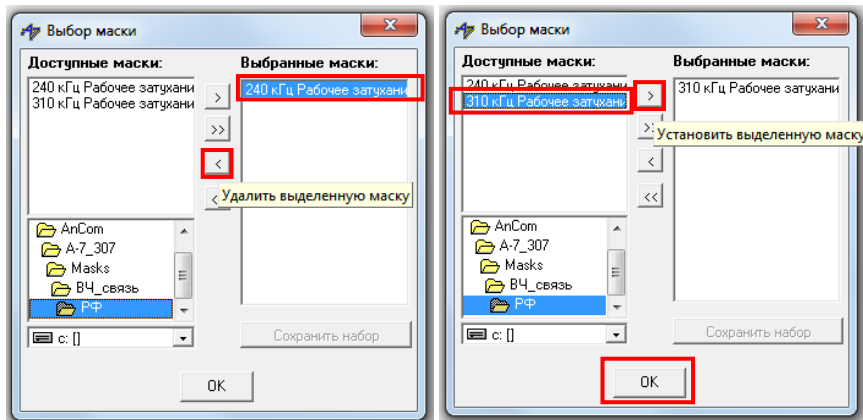 Выбор маски
Доступные маски:
Выбранные маски:
240 кГц Рабочее затухани
310 кГц Рабочее затухани
>
>>
<
<
240 кГц Рабочее затухани
Удалить выделенную маску
AnCom
A-7_307
Masks
ВЧ_связь
РФ
c: []
Сохранить набор
OK
Выбор маски
Доступные маски:
Выбранные маски:
240 кГц Рабочее затухани
310 кГц Рабочее затухани
>
>
<
<<
310 кГц Рабочее затухани
Установить выделенную маску
AnCom
A-7_307
Masks
ВЧ_связь
РФ
c: []
Сохранить набор
OK